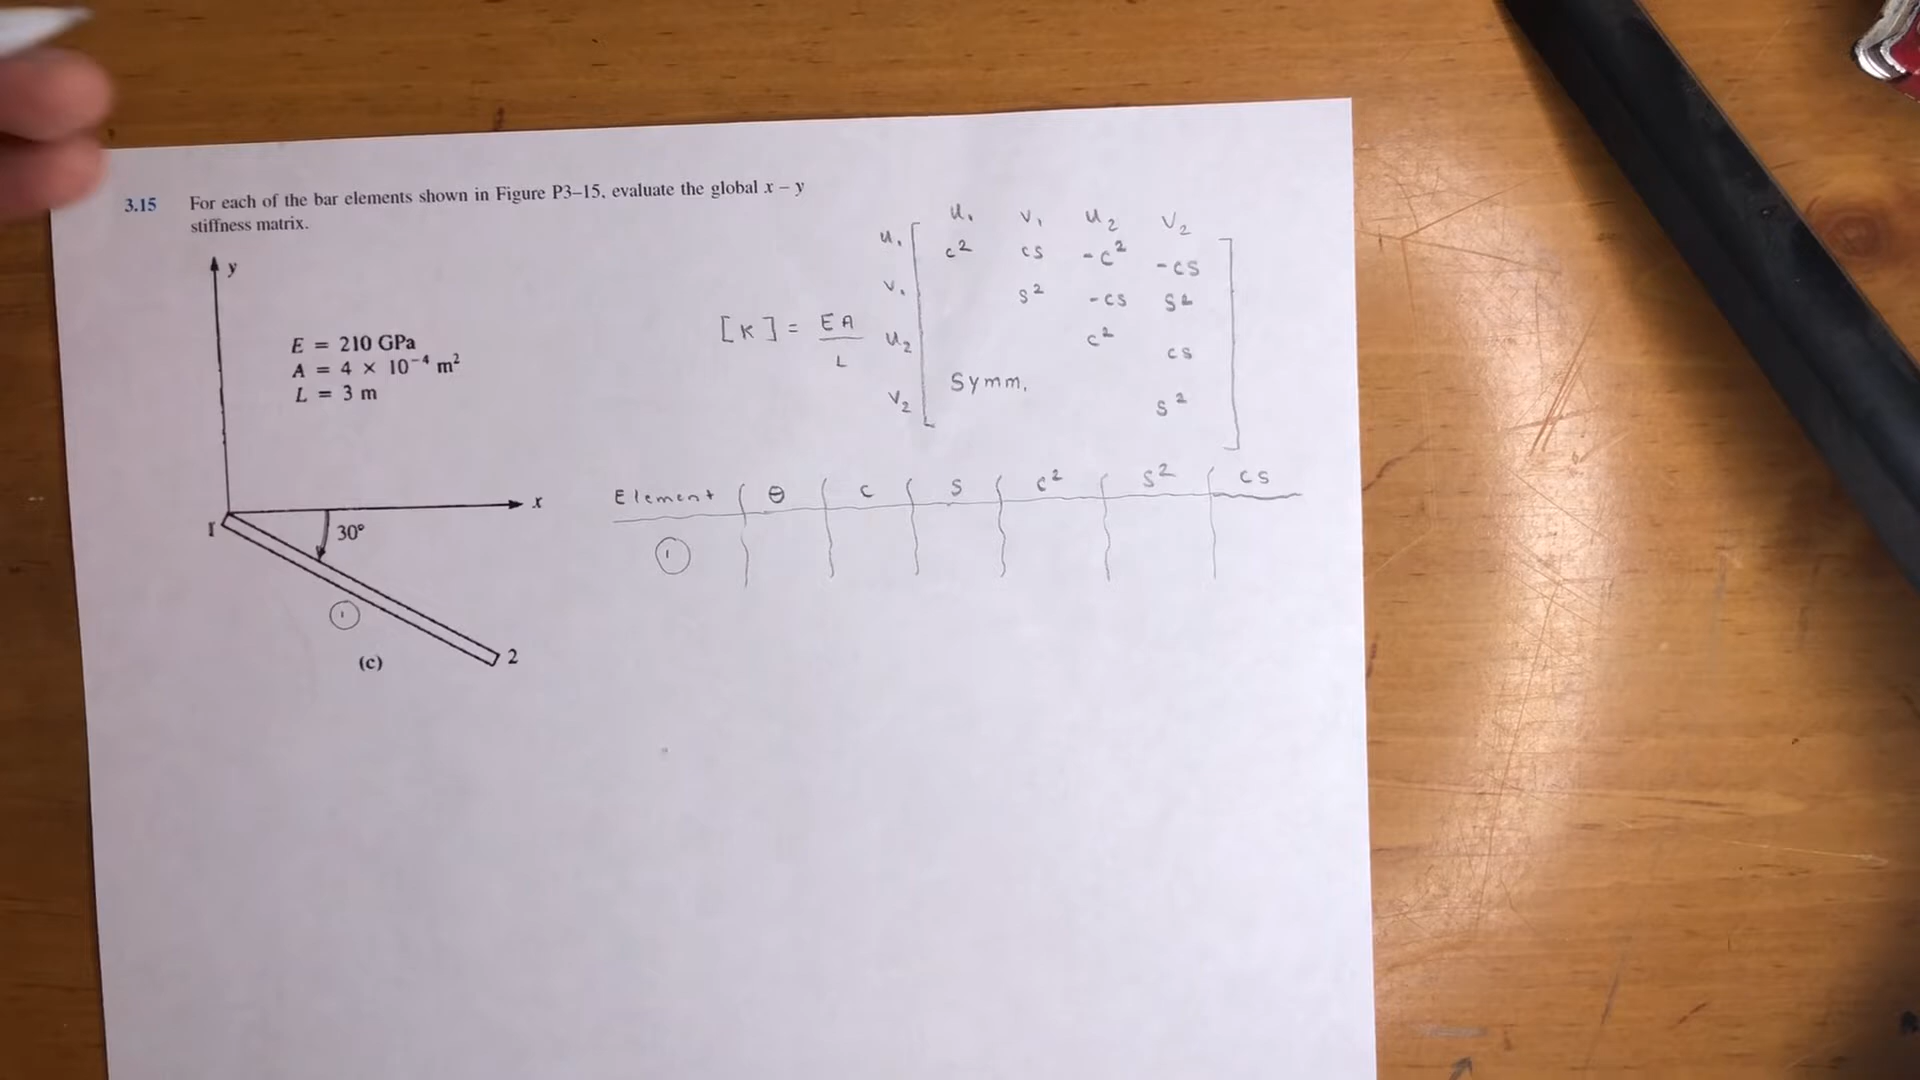 3.15 For each of the bar elements shown in Figure P3–15, evaluate the global x – y
stiffness matrix.
y
E = 210 GPa
A = 4 × 10⁻⁴ m²
L = 3 m
x
1
30°
1
2
(c)
u₁ v₁ u₂ v₂
u₁ c² cs -c² -cs
v₁ s² -cs s²
[K] = EA
L
u₂ c² cs
Symm.
v₂ s²
Element θ c s c² s² cs
1